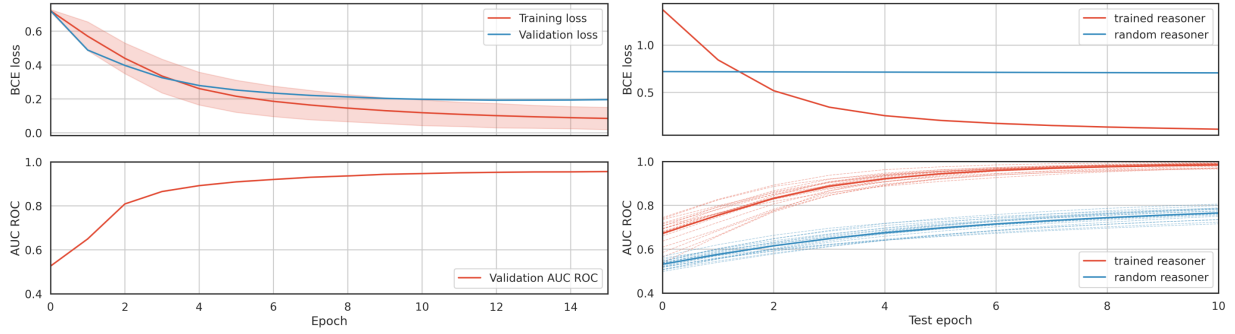 BCE loss
0.6
0.4
0.2
0.0
Training loss
Validation loss
AUC ROC
1.0
0.8
0.6
0.4
Validation AUC ROC
0 2 4 6 8 10 12 14
Epoch
BCE loss
1.0
0.5
trained reasoner
random reasoner
AUC ROC
1.0
0.8
0.6
0.4
trained reasoner
random reasoner
0 2 4 6 8 10
Test epoch